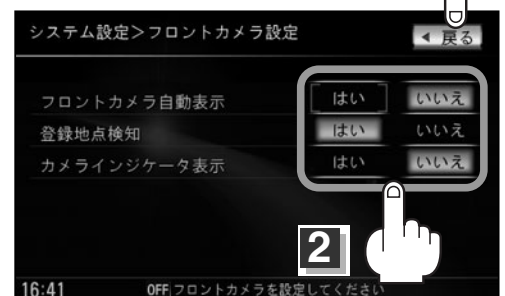 システム設定＞フロントカメラ設定
◀ 戻る
フロントカメラ自動表示 はい いいえ
登録地点検知 はい いいえ
カメラインジケータ表示 はい いいえ
2
16:41 OFF フロントカメラを設定してください